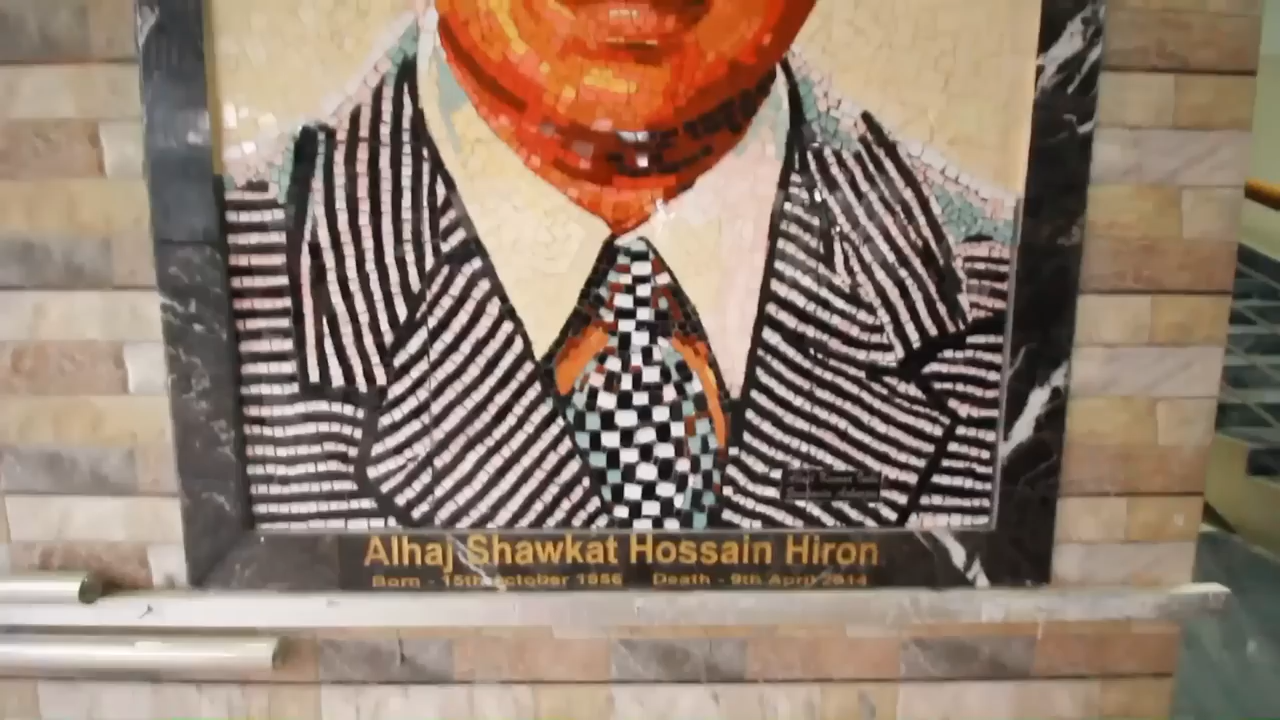 Alhaj Shawkat Hossain Hiron
Born - 15th october 1956 Death - 9th April 2014